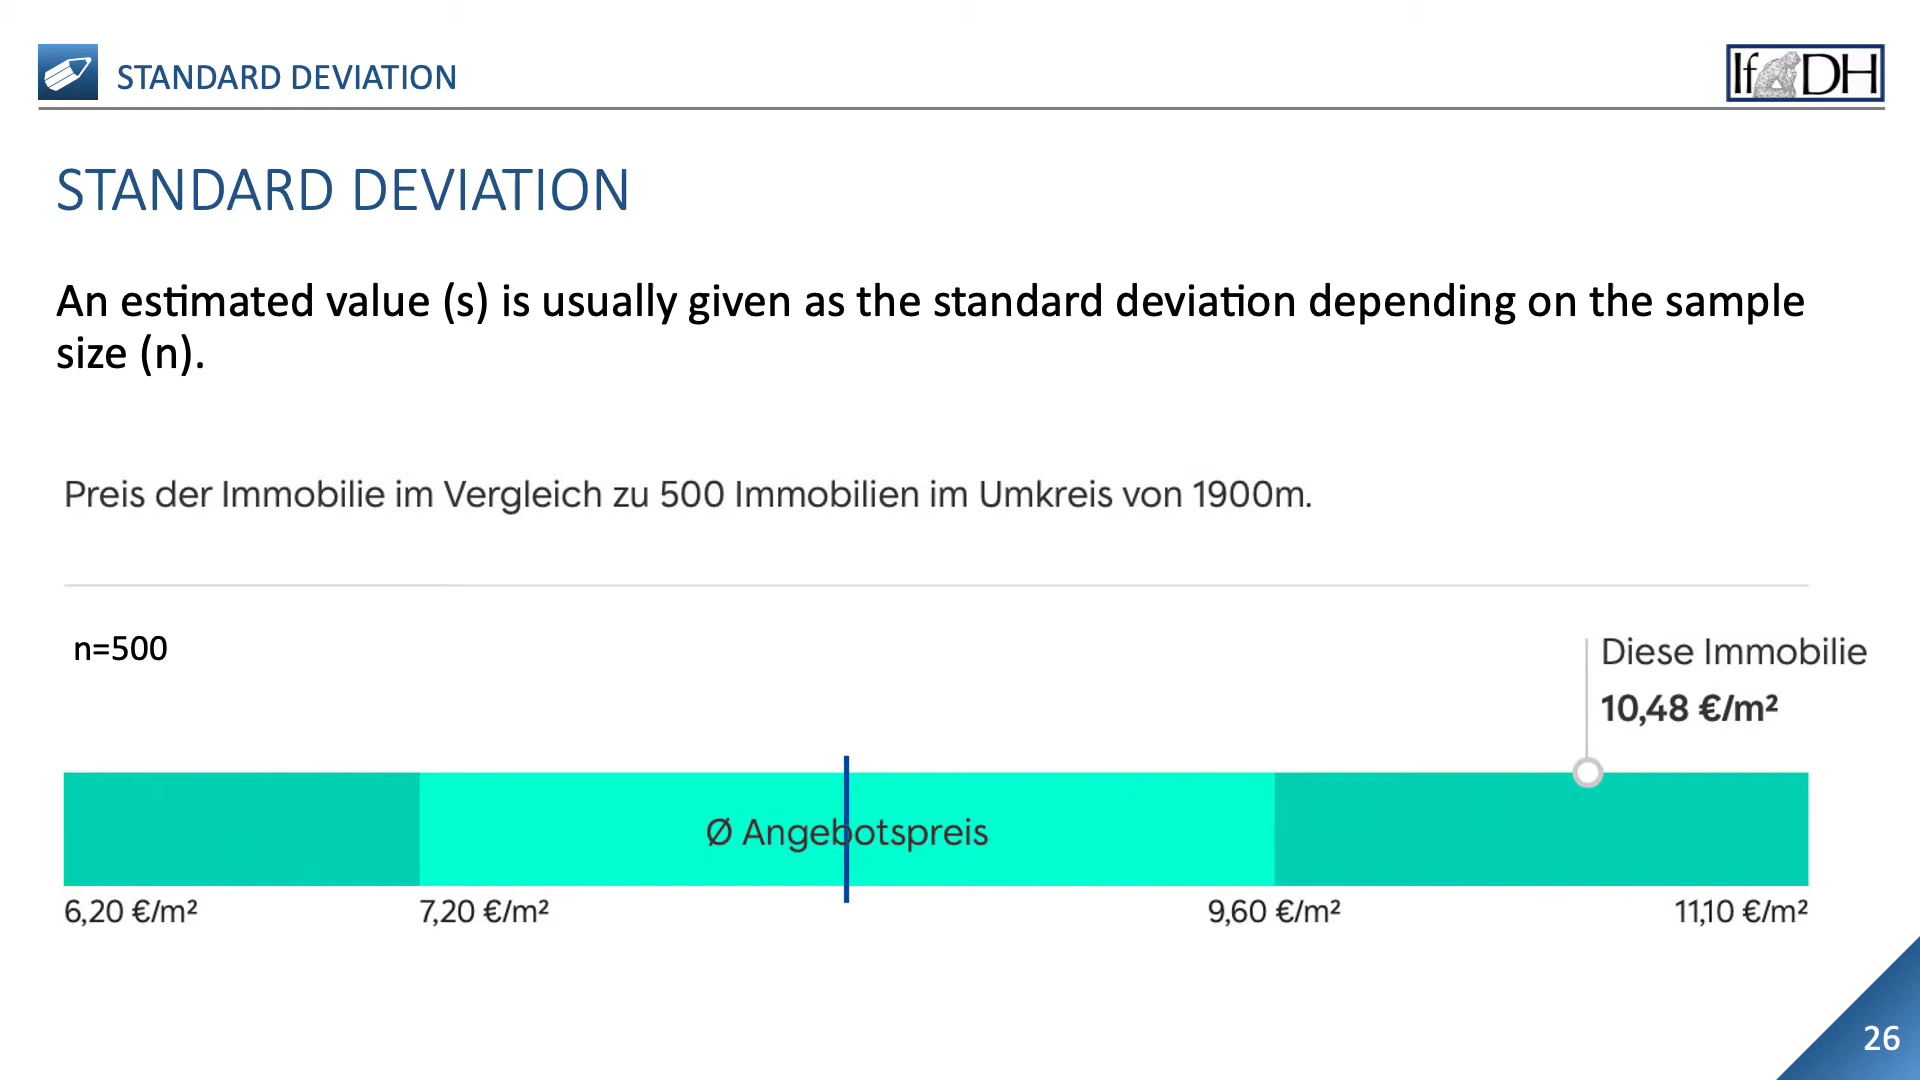 STANDARD DEVIATION
IfDH
STANDARD DEVIATION
An estimated value (s) is usually given as the standard deviation depending on the sample
size (n).
Preis der Immobilie im Vergleich zu 500 Immobilien im Umkreis von 1900m.
n=500
Diese Immobilie
10,48 €/m²
Ø Angebotspreis
6,20 €/m² 7,20 €/m² 9,60 €/m² 11,10 €/m²
26